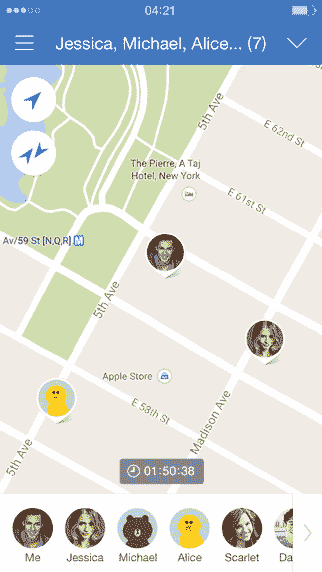 04:21
Jessica, Michael, Alice... (7)
5th Ave
E 62nd St
The Pierre, A Taj
Hotel, New York
E 61st St
Av/59 St [N,Q,R] M
5th Ave
Apple Store
E 58th St
Madison Ave
5th Ave
01:50:38
Me Jessica Michael Alice Scarlet Da